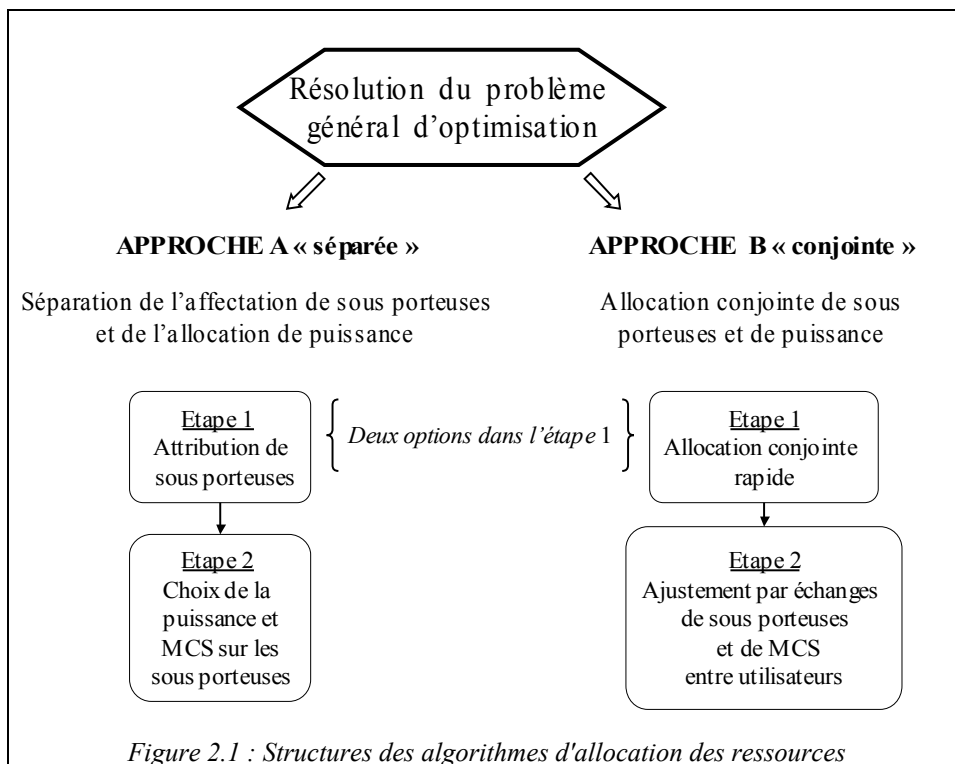 Résolution du problème
général d’optimisation
APPROCHE A « séparée »
APPROCHE B « conjointe »
Séparation de l’affectation de sous porteuses
et de l’allocation de puissance
Allocation conjointe de sous
porteuses et de puissance
Etape 1
Attribution de
sous porteuses
Deux options dans l’étape 1
Etape 1
Allocation conjointe
rapide
Etape 2
Choix de la
puissance et
MCS sur les
sous porteuses
Etape 2
Ajustement par échanges
de sous porteuses
et de MCS
entre utilisateurs
Figure 2.1 : Structures des algorithmes d'allocation des ressources